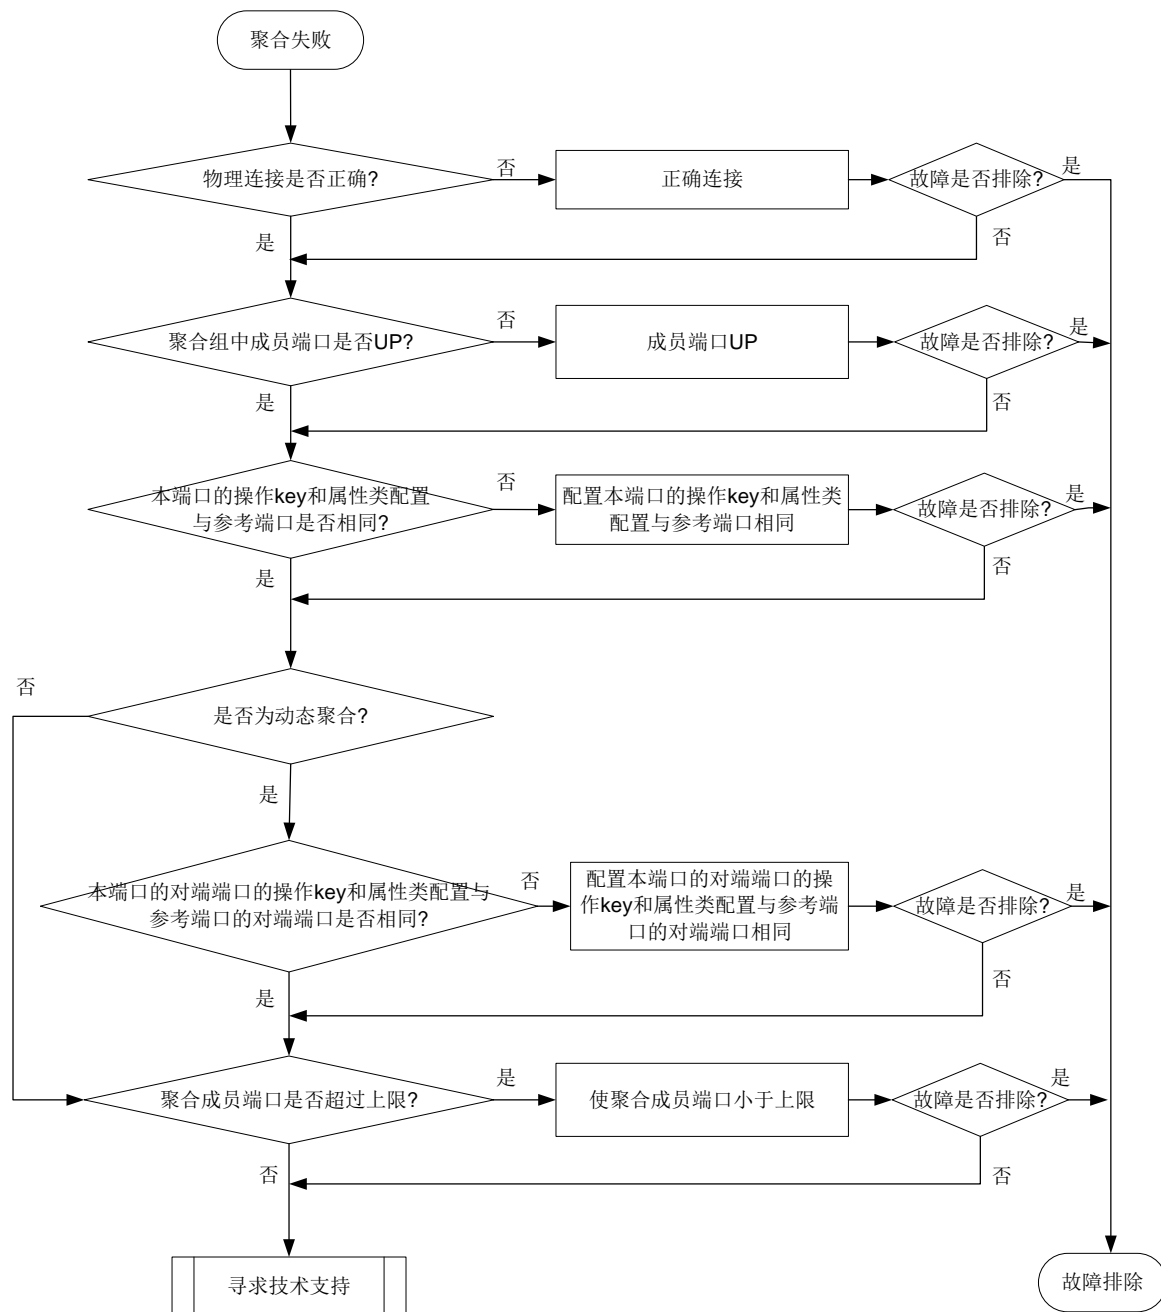 聚合失败
物理连接是否正确?
否
正确连接
故障是否排除?
是
是
否
聚合组中成员端口是否UP?
否
成员端口UP
故障是否排除?
是
是
否
本端口的操作key和属性类配置
与参考端口是否相同?
否
配置本端口的操作key和属性类
配置与参考端口相同
故障是否排除?
是
是
否
否
是否为动态聚合?
是
本端口的对端端口的操作key和属性类配置与
参考端口的对端端口是否相同?
否
配置本端口的对端端口的操
作key和属性类配置与参考端
口的对端端口相同
故障是否排除?
是
是
否
聚合成员端口是否超过上限?
是
使聚合成员端口小于上限
故障是否排除?
是
否
否
寻求技术支持
故障排除